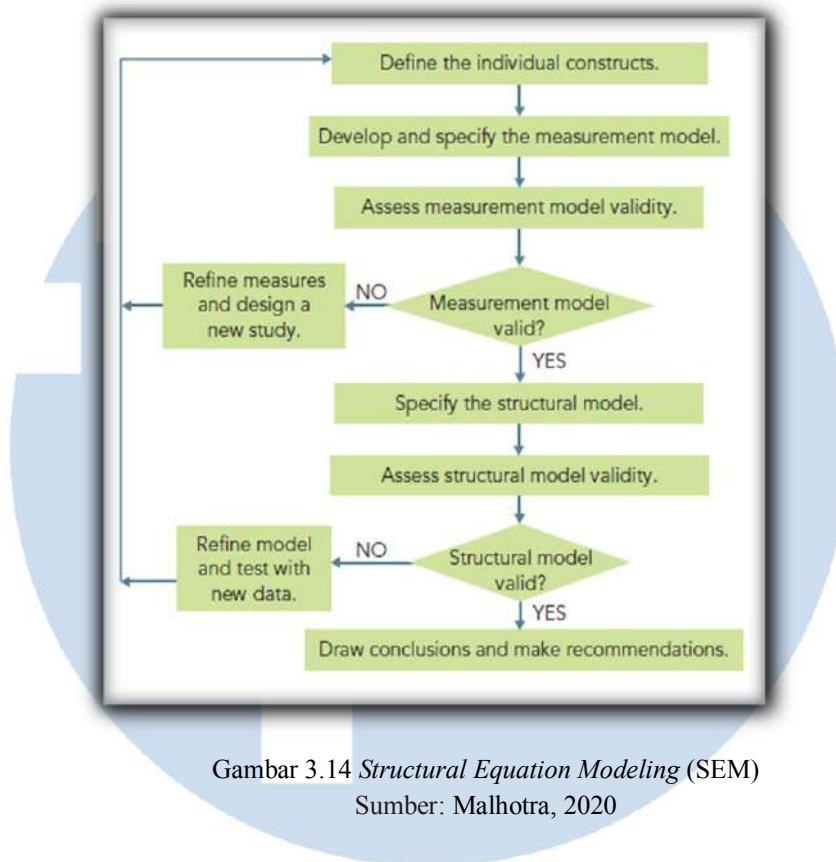 Define the individual constructs.
Develop and specify the measurement model.
Assess measurement model validity.
Refine measures
and design a
new study.
NO
Measurement model
valid?
YES
Specify the structural model.
Assess structural model validity.
Refine model
and test with
new data.
NO
Structural model
valid?
YES
Draw conclusions and make recommendations.
Gambar 3.14 Structural Equation Modeling (SEM)
Sumber: Malhotra, 2020